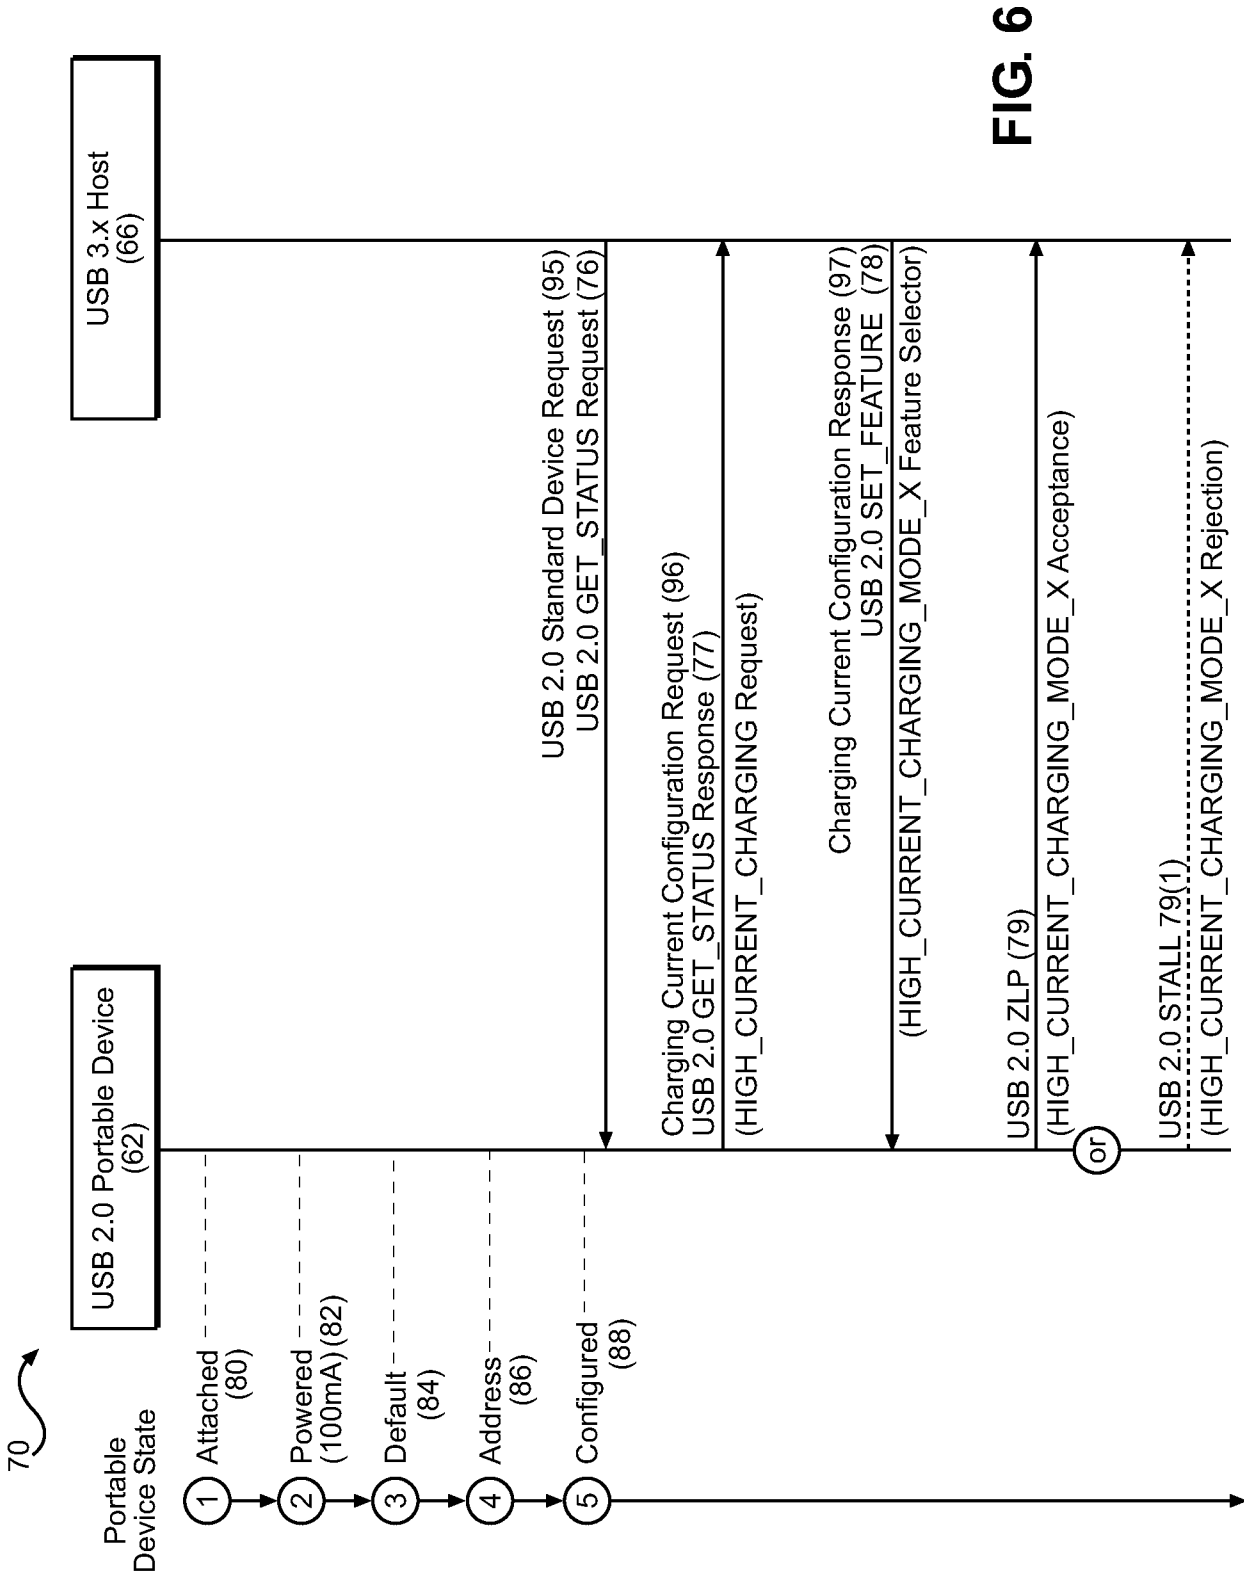 70
Portable
Device State
USB 2.0 Portable Device
(62)
USB 3.x Host
(66)
1
Attached
(80)
2
Powered
(100mA) (82)
3
Default
(84)
4
Address
(86)
5
Configured
(88)
USB 2.0 Standard Device Request (95)
USB 2.0 GET_STATUS Request (76)
Charging Current Configuration Request (96)
USB 2.0 GET_STATUS Response (77)
(HIGH_CURRENT_CHARGING Request)
Charging Current Configuration Response (97)
USB 2.0 SET_FEATURE (78)
(HIGH_CURRENT_CHARGING_MODE_X Feature Selector)
USB 2.0 ZLP (79)
(HIGH_CURRENT_CHARGING_MODE_X Acceptance)
or
USB 2.0 STALL 79(1)
(HIGH_CURRENT_CHARGING_MODE_X Rejection)
FIG. 6